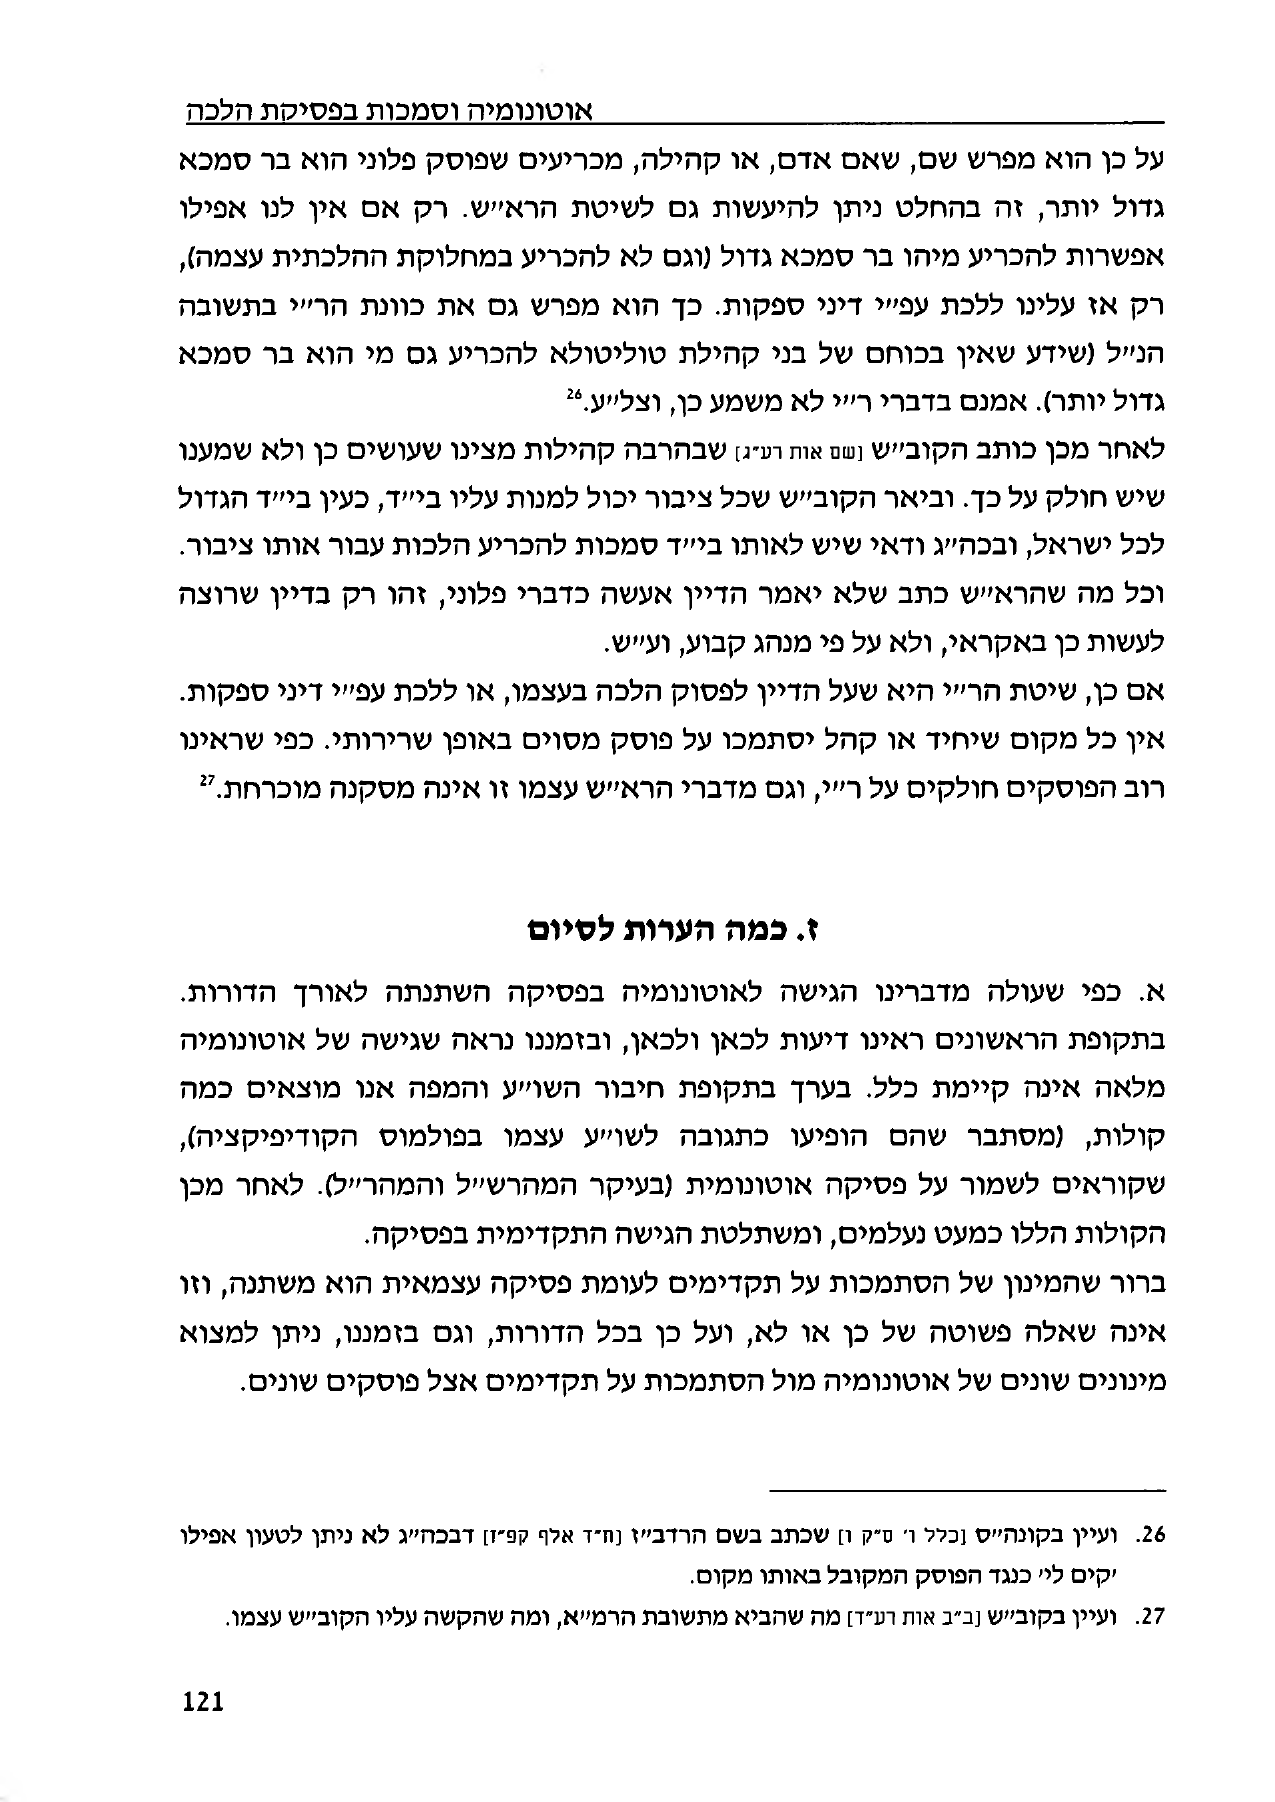 אוטונומיה וסמכות בפסיקת הלכה
על כן הוא מפרש שם, שאם אדם, או קהילה, מכריעים שפוסק פלוני הוא בר סמכא
גדול יותר, זה בהחלט ניתן להיעשות גם לשיטת הרא״ש. רק אם אין לנו אפילו
אפשרות להכריע מיהו בר סמכא גדול (וגם לא להכריע במחלוקת ההלכתית עצמה),
רק אז עלינו ללכת עפ״י דיני ספקות. כך הוא מפרש גם את כוונת הר״י בתשובה
הנ״ל (שידע שאין בכוחם של בני קהילת טוליטולא להכריע גם מי הוא בר סמכא
גדול יותר). אמנם בדברי ר״י לא משמע כן, וצל״ע.26
לאחר מכן כותב הקוב״ש [שם אות רע״ג] שבהרבה קהילות מצינו שעושים כן ולא שמענו
שיש חולק על כך. וביאר הקוב״ש שכל ציבור יכול למנות עליו בי״ד, כעין בי״ד הגדול
לכל ישראל, ובכה״ג ודאי שיש לאותו בי״ד סמכות להכריע הלכות עבור אותו ציבור.
וכל מה שהרא״ש כתב שלא יאמר הדיין אעשה כדברי פלוני, זהו רק בדיין שרוצה
לעשות כן באקראי, ולא על פי מנהג קבוע, וע״ש.
אם כן, שיטת הר״י היא שעל הדיין לפסוק הלכה בעצמו, או ללכת עפ״י דיני ספקות.
אין כל מקום שיחיד או קהל יסתמכו על פוסק מסוים באופן שרירותי. כפי שראינו
רוב הפוסקים חולקים על ר״י, וגם מדברי הרא״ש עצמו זו אינה מסקנה מוכרחת.27
ז. כמה הערות לסיום
א. כפי שעולה מדברינו הגישה לאוטונומיה בפסיקה השתנתה לאורך הדורות.
בתקופת הראשונים ראינו דיעות לכאן ולכאן, ובזמננו נראה שגישה של אוטונומיה
מלאה אינה קיימת כלל. בערך בתקופת חיבור השו״ע והמפה אנו מוצאים כמה
קולות, (מסתבר שהם הופיעו כתגובה לשו״ע עצמו בפולמוס הקודיפיקציה),
שקוראים לשמור על פסיקה אוטונומית (בעיקר המהרש״ל והמהר״ל). לאחר מכן
הקולות הללו כמעט נעלמים, ומשתלטת הגישה התקדימית בפסיקה.
ברור שהמינון של הסתמכות על תקדימים לעומת פסיקה עצמאית הוא משתנה, וזו
אינה שאלה פשוטה של כן או לא, ועל כן בכל הדורות, וגם בזמננו, ניתן למצוא
מינונים שונים של אוטונומיה מול הסתמכות על תקדימים אצל פוסקים שונים.
26. ועיין בקונה״ס [כלל ו׳ ס״ק ו] שכתב בשם הרדב״ז [ח״ד אלף קפ״ז] דבכה״ג לא ניתן לטעון אפילו
׳קים לי׳ כנגד הפוסק המקובל באותו מקום.
27. ועיין בקוב״ש [ב״ב אות רע״ד] מה שהביא מתשובת הרמ״א, ומה שהקשה עליו הקוב״ש עצמו.
121